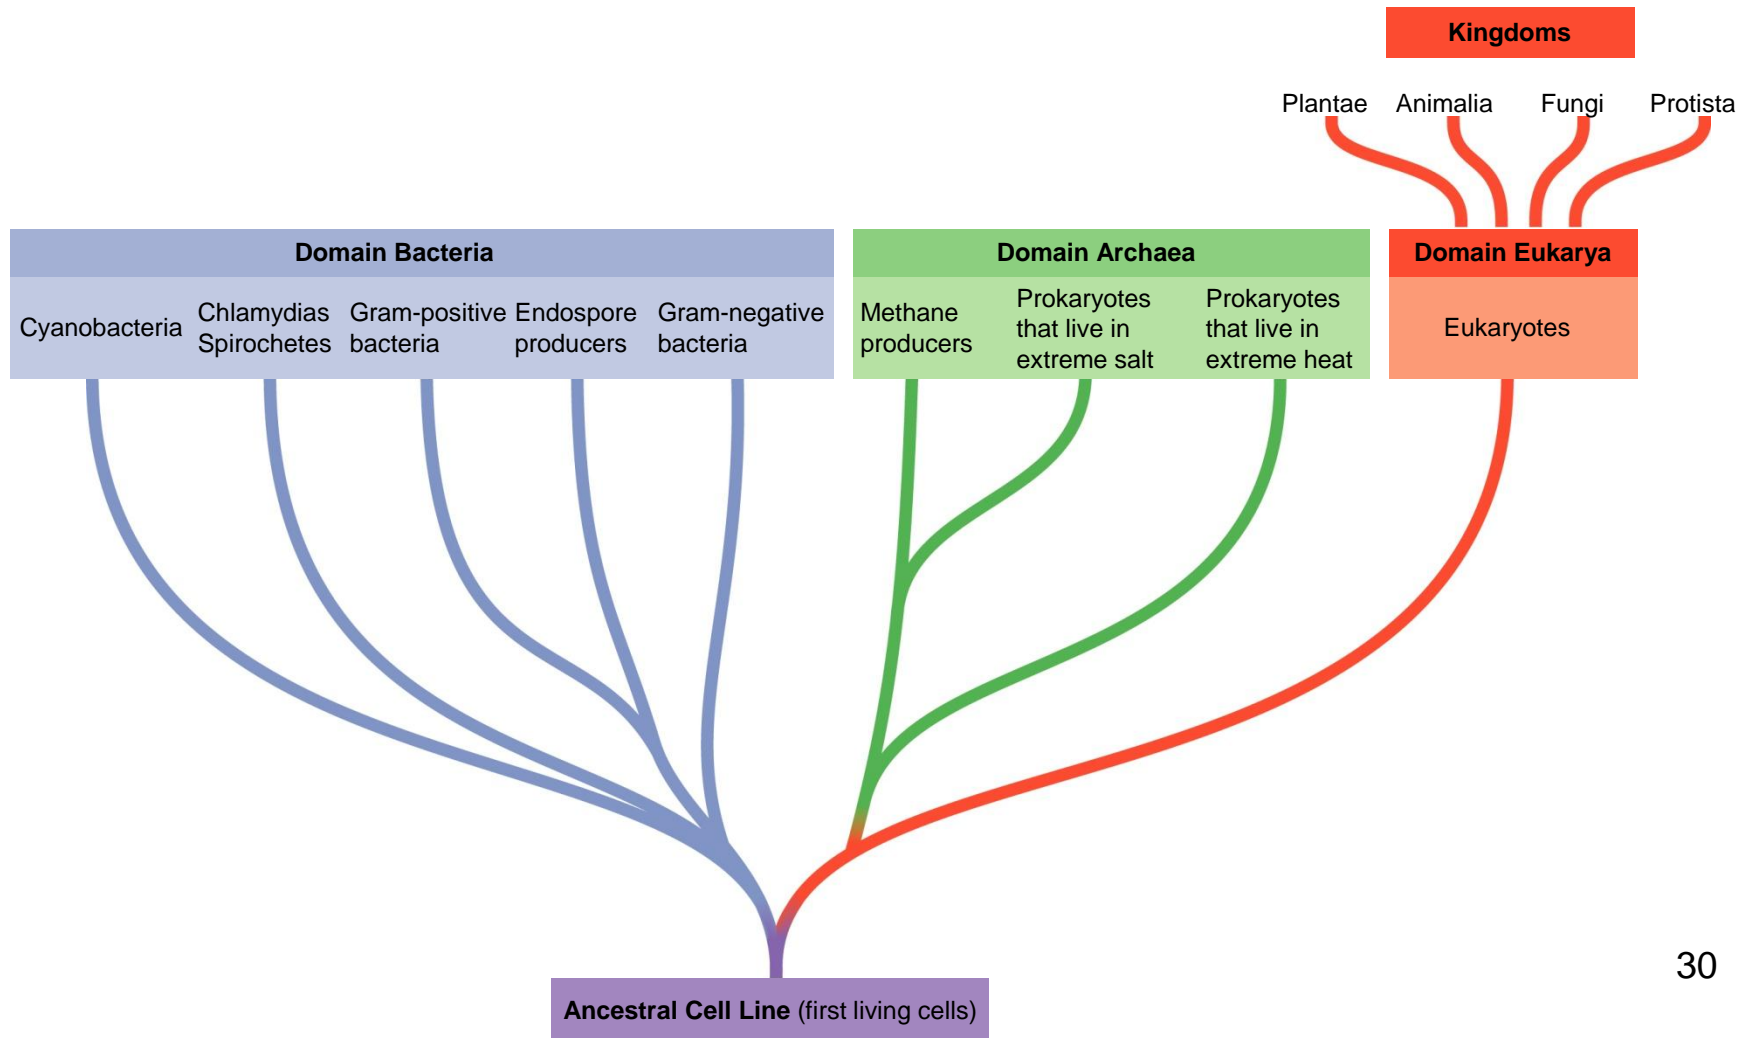 Kingdoms
Plantae Animalia Fungi Protista
Domain Bacteria
Cyanobacteria
Chlamydias
Spirochetes
Gram-positive
bacteria
Endospore
producers
Gram-negative
bacteria
Domain Archaea
Methane
producers
Prokaryotes
that live in
extreme salt
Prokaryotes
that live in
extreme heat
Domain Eukarya
Eukaryotes
Ancestral Cell Line (first living cells)
30